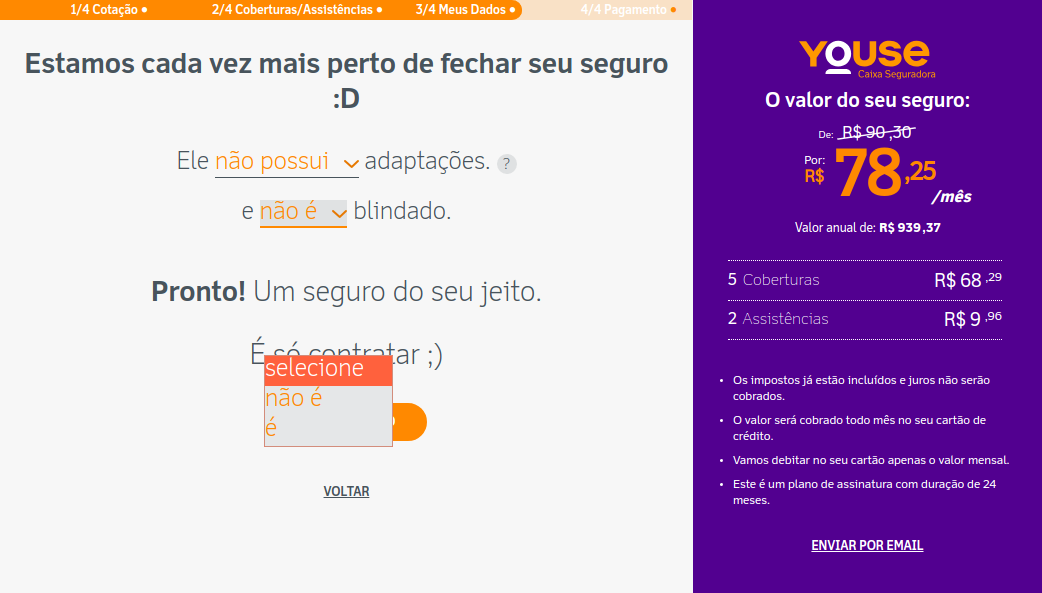 1/4 Cotação
2/4 Coberturas/Assistências
3/4 Meus Dados
4/4 Pagamento
Estamos cada vez mais perto de fechar seu seguro
:D
Ele não possui adaptações. ?
e não é blindado.
Pronto! Um seguro do seu jeito.
É só contratar ;)
selecione
não é
é
VOLTAR
YOUSE
Caixa Seguradora
O valor do seu seguro:
De: R$ 90,30
Por: R$ 78,25 /mês
Valor anual de: R$ 939,37
5 Coberturas R$ 68,29
2 Assistências R$ 9,96
• Os impostos já estão incluídos e juros não serão
cobrados.
• O valor será cobrado todo mês no seu cartão de
crédito.
• Vamos debitar no seu cartão apenas o valor mensal.
• Este é um plano de assinatura com duração de 24
meses.
ENVIAR POR EMAIL